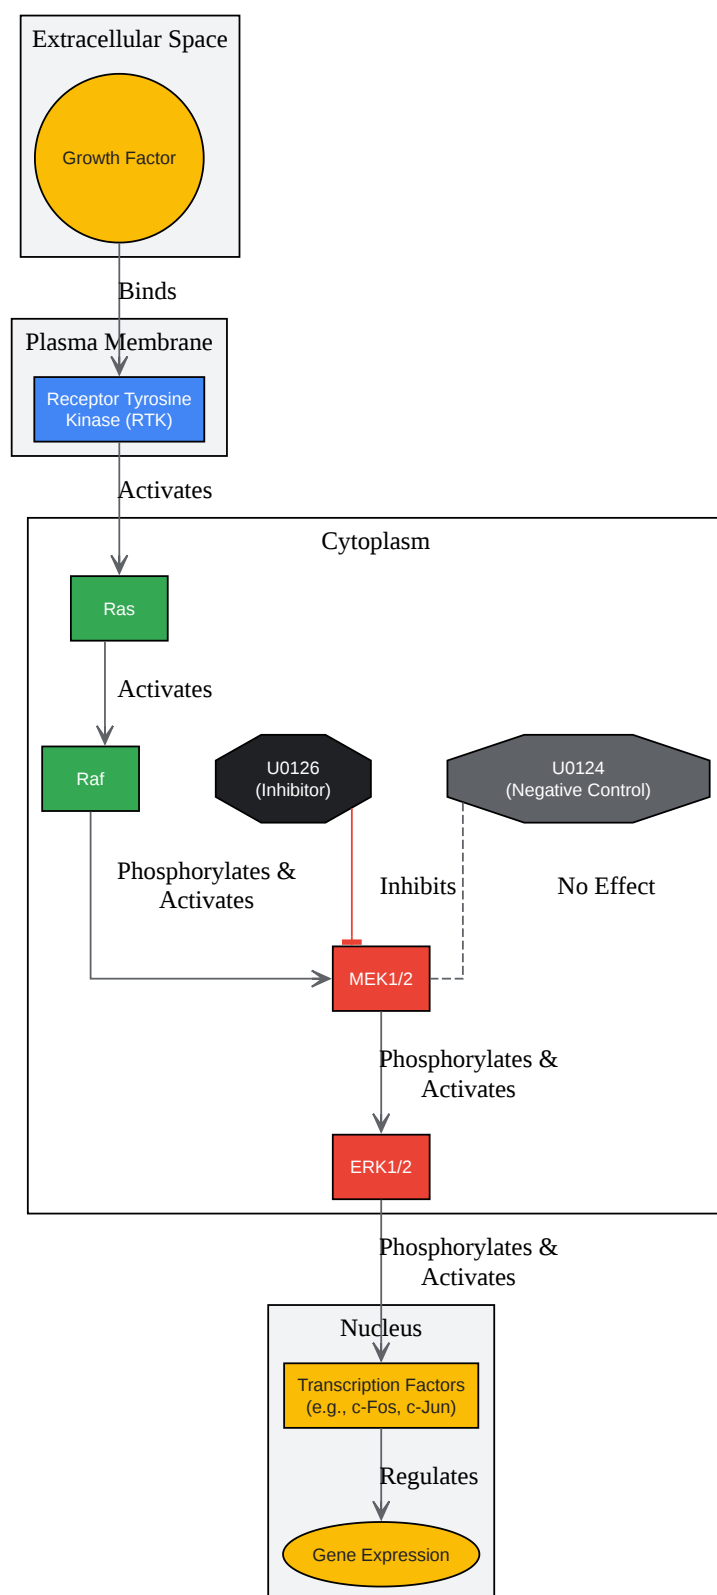 Extracellular Space
Growth Factor
Binds
Plasma Membrane
Receptor Tyrosine
Kinase (RTK)
Activates
Cytoplasm
Ras
Activates
Raf
U0126
(Inhibitor)
U0124
(Negative Control)
Phosphorylates &
Activates
Inhibits
No Effect
MEK1/2
Phosphorylates &
Activates
ERK1/2
Phosphorylates &
Activates
Nucleus
Transcription Factors
(e.g., c-Fos, c-Jun)
Regulates
Gene Expression